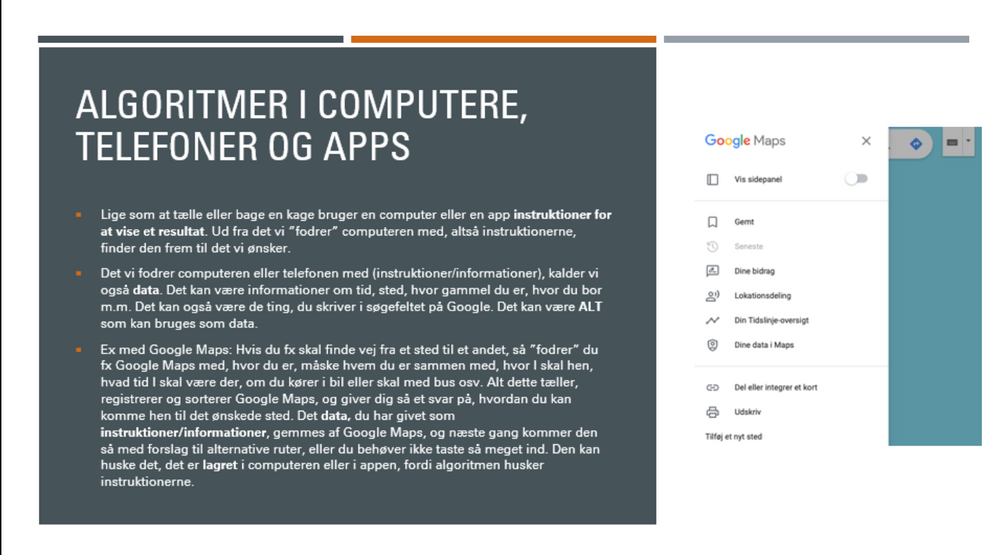 ALGORITMER I COMPUTERE,
TELEFONER OG APPS
Lige som at tælle eller bage en kage bruger en computer eller en app instruktioner for
at vise et resultat. Ud fra det vi ”fodrer” computeren med, altså instruktionerne,
finder den frem til det vi ønsker.
Det vi fodrer computeren eller telefonen med (instruktioner/informationer), kalder vi
også data. Det kan være informationer om tid, sted, hvor gammel du er, hvor du bor
m.m. Det kan også være de ting, du skriver i søgefeltet på Google. Det kan være ALT
som kan bruges som data.
Ex med Google Maps: Hvis du fx skal finde vej fra et sted til et andet, så ”fodrer” du
fx Google Maps med, hvor du er, måske hvem du er sammen med, hvor I skal hen,
hvad tid I skal være der, om du kører i bil eller skal med bus osv. Alt dette tæller,
registrerer og sorterer Google Maps, og giver dig så et svar på, hvordan du kan
komme hen til det ønskede sted. Det data, du har givet som
instruktioner/informationer, gemmes af Google Maps, og næste gang kommer den
så med forslag til alternative ruter, eller du behøver ikke taste så meget ind. Den kan
huske det, det er lagret i computeren eller i appen, fordi algoritmen husker
instruktionerne.
Google Maps
Vis sidepanel
Gemt
Seneste
Dine bidrag
Lokationsdeling
Din Tidslinje-oversigt
Dine data i Maps
Del eller integrer et kort
Udskriv
Tilføj et nyt sted